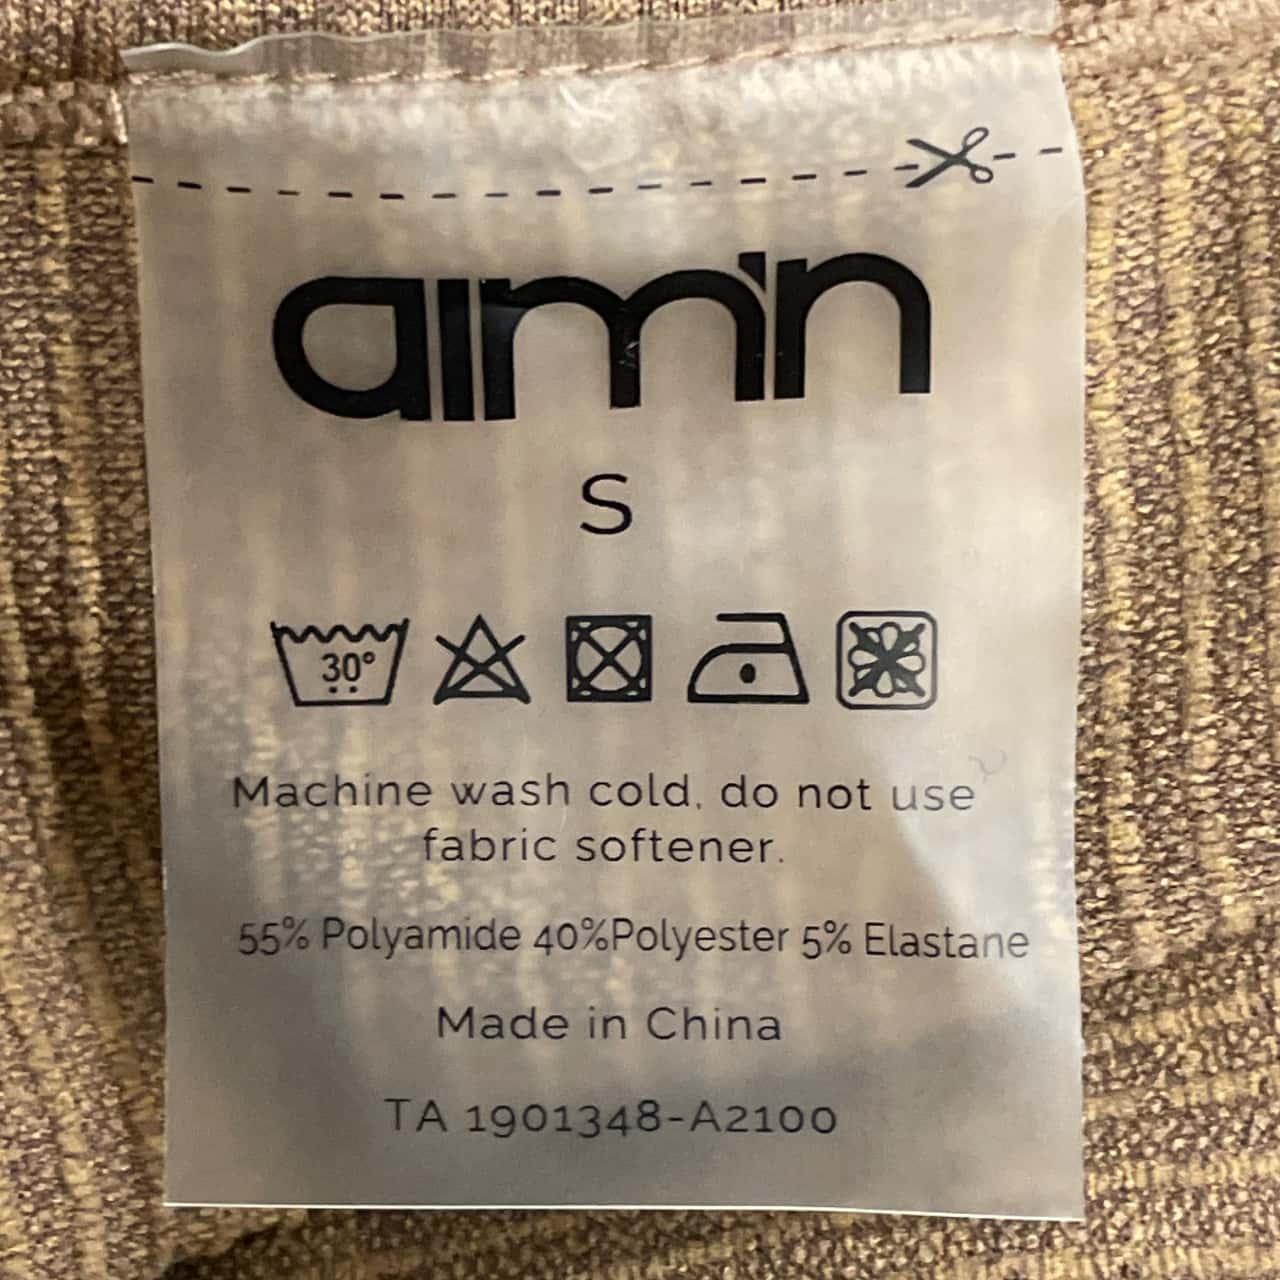 aim'n
S
30°
Machine wash cold, do not use
fabric softener.
55% Polyamide 40%Polyester 5% Elastane
Made in China
TA 1901348-A2100